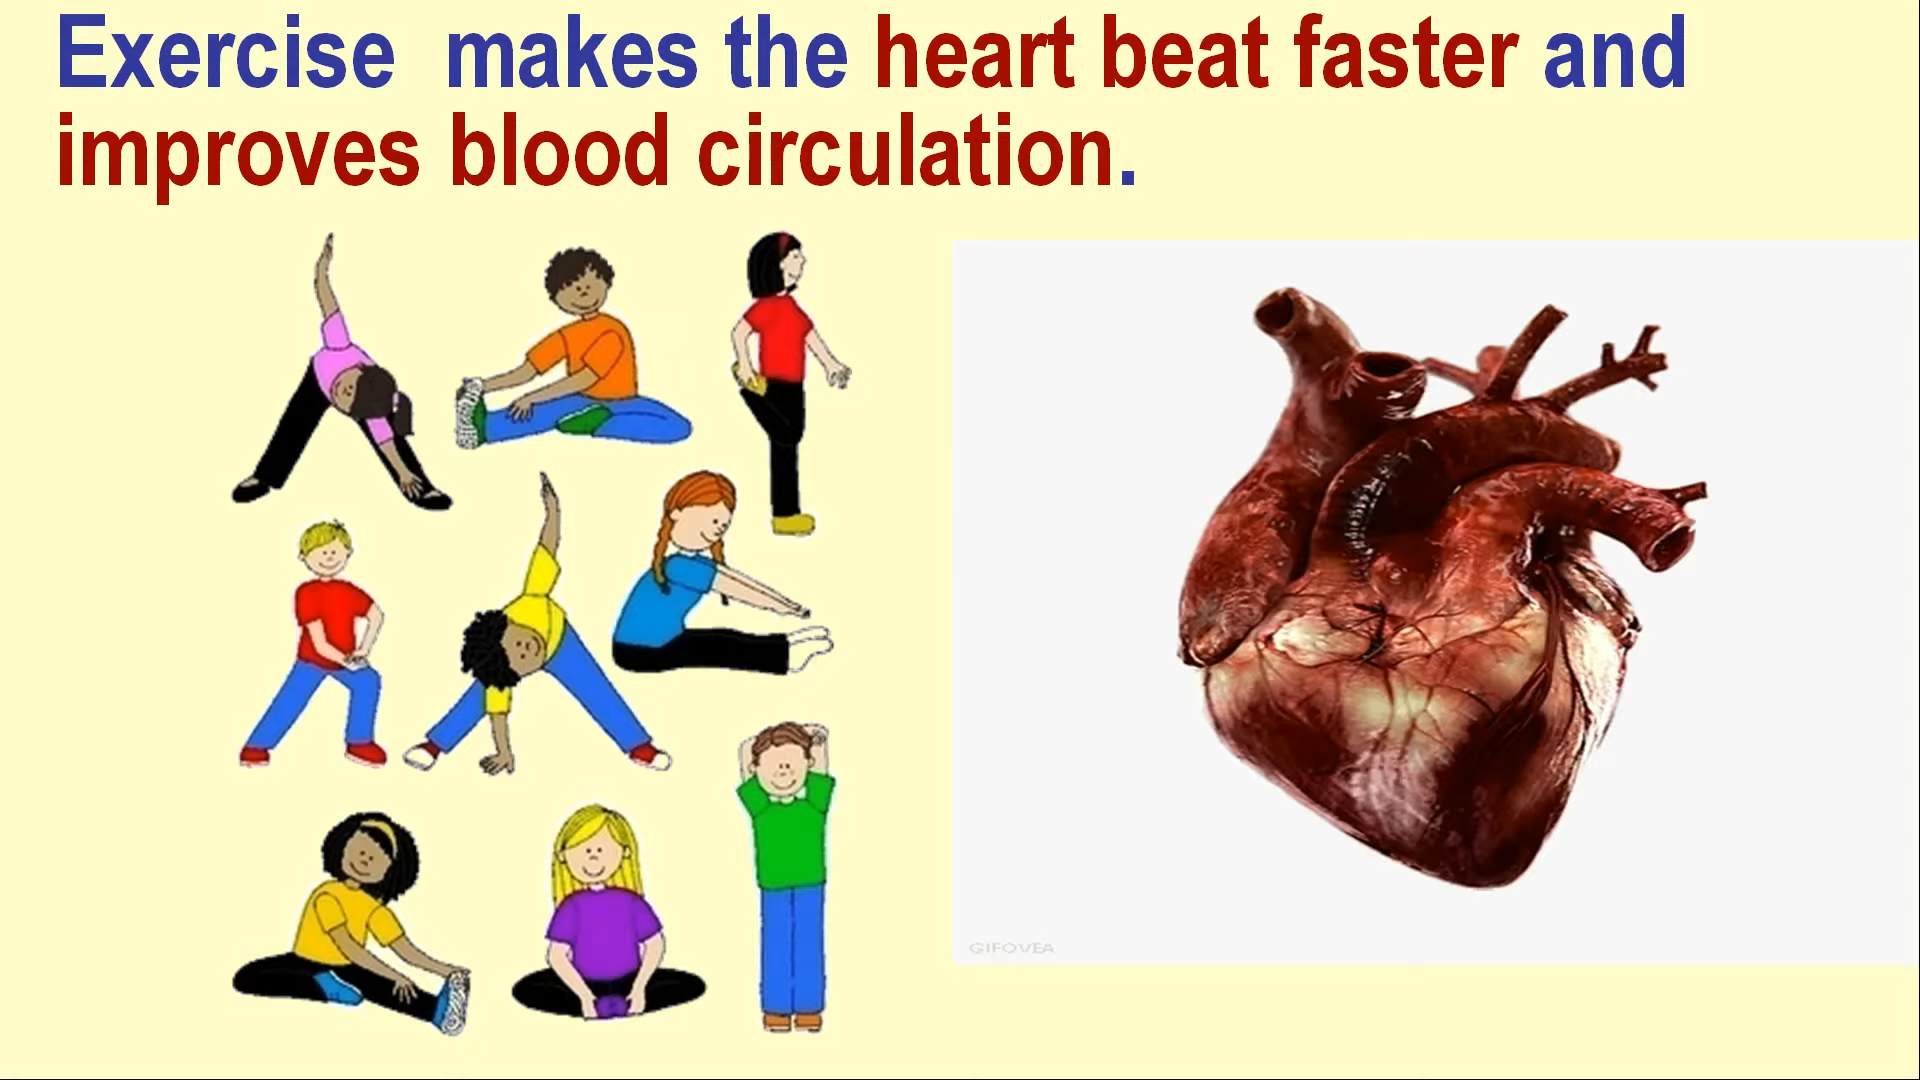 Exercise  makes the heart beat faster and
improves blood circulation.
GIFOVEA